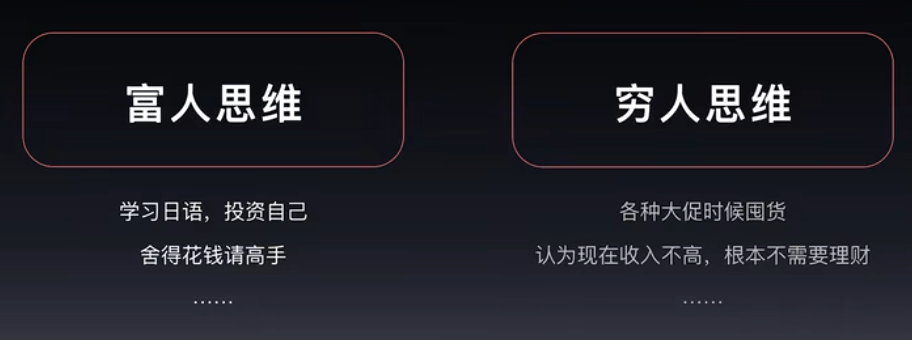 富人思维
学习日语，投资自己
舍得花钱请高手
……
穷人思维
各种大促时候囤货
认为现在收入不高，根本不需要理财
……